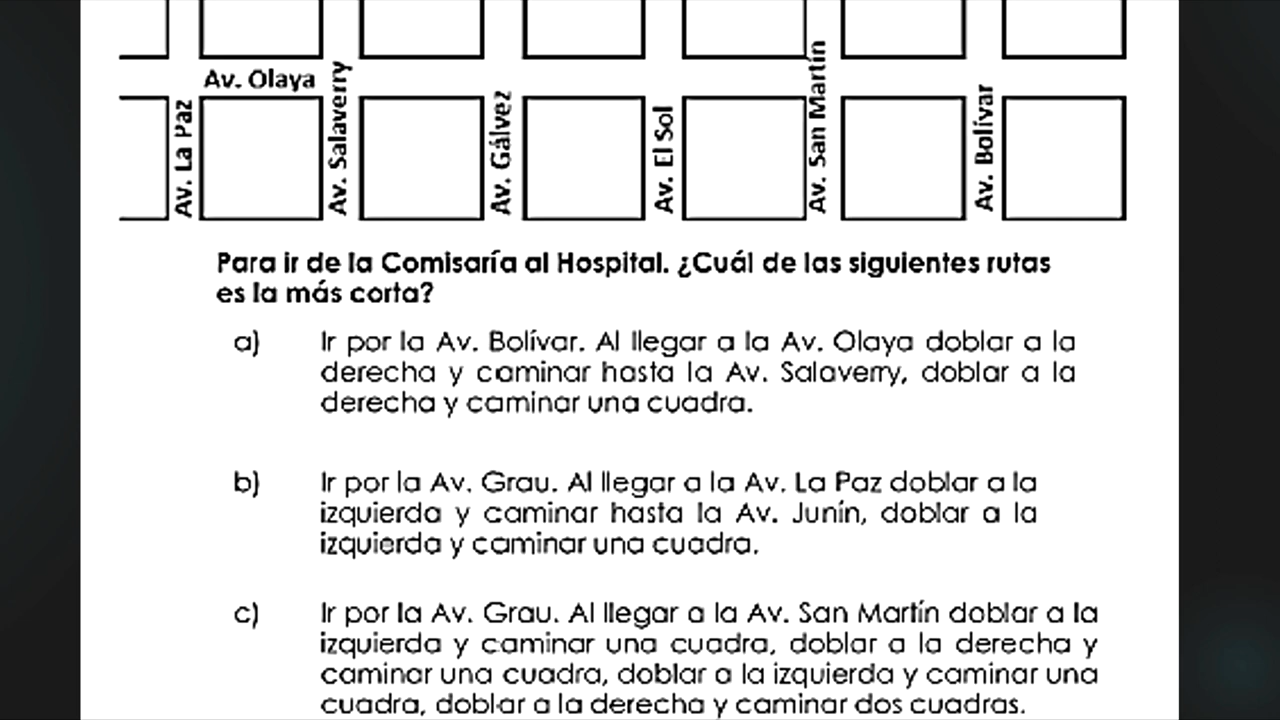 Av. Olaya
Av. La Paz
Av. Salaverry
Av. Gálvez
Av. El Sol
Av. San Martín
Av. Bolívar
Para ir de la Comisaría al Hospital. ¿Cuál de las siguientes rutas
es la más corta?
a) Ir por la Av. Bolívar. Al llegar a la Av. Olaya doblar a la
derecha y caminar hasta la Av. Salaverry, doblar a la
derecha y caminar una cuadra.
b) Ir por la Av. Grau. Al llegar a la Av. La Paz doblar a la
izquierda y caminar hasta la Av. Junín, doblar a la
izquierda y caminar una cuadra.
c) Ir por la Av. Grau. Al llegar a la Av. San Martín doblar a la
izquierda y caminar una cuadra, doblar a la derecha y
caminar una cuadra, doblar a la izquierda y caminar una
cuadra, doblar a la derecha y caminar dos cuadras.